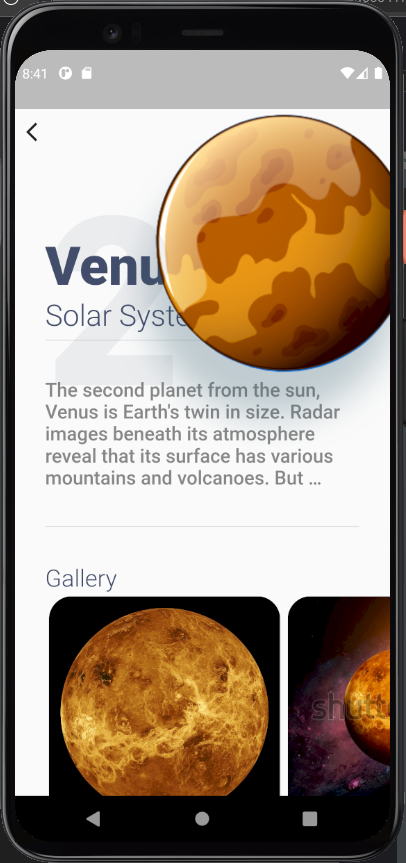 8:41
2
Venu
Solar Syste
The second planet from the sun,
Venus is Earth's twin in size. Radar
images beneath its atmosphere
reveal that its surface has various
mountains and volcanoes. But ...
Gallery
shutt